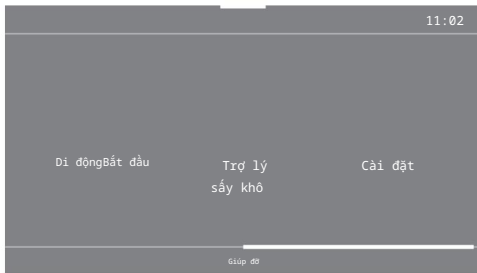 11:02
Di độngBắt đầu
Trợ lý
sấy khô
Cài đặt
Giúp đỡ